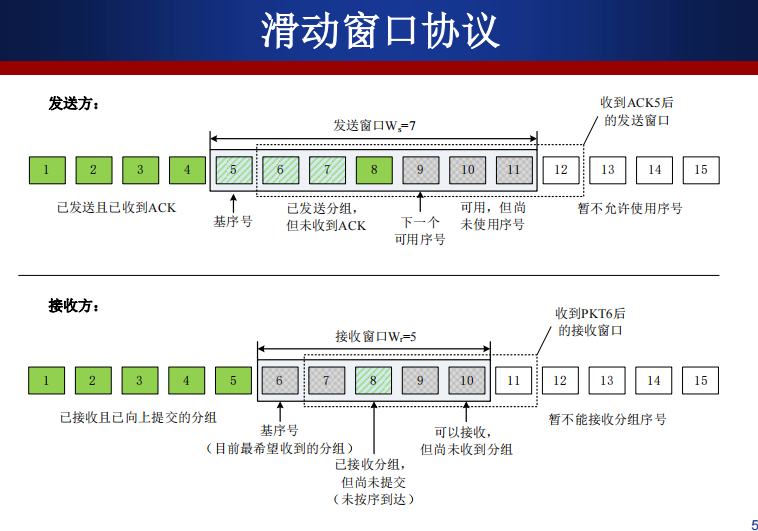 滑动窗口协议
发送方：
收到ACK5后
的发送窗口
发送窗口Ws=7
1 2 3 4 5 6 7 8 9 10 11 12 13 14 15
已发送且已收到ACK
基序号
已发送分组，
但未收到ACK
下一个
可用序号
可用，但尚
未使用序号
暂不允许使用序号
接收方：
收到PKT6后
的接收窗口
接收窗口Wr=5
1 2 3 4 5 6 7 8 9 10 11 12 13 14 15
已接收且已向上提交的分组
基序号
（目前最希望收到的分组）
已接收分组，
但尚未提交
（未按序到达）
可以接收，
但尚未收到分组
暂不能接收分组序号
5